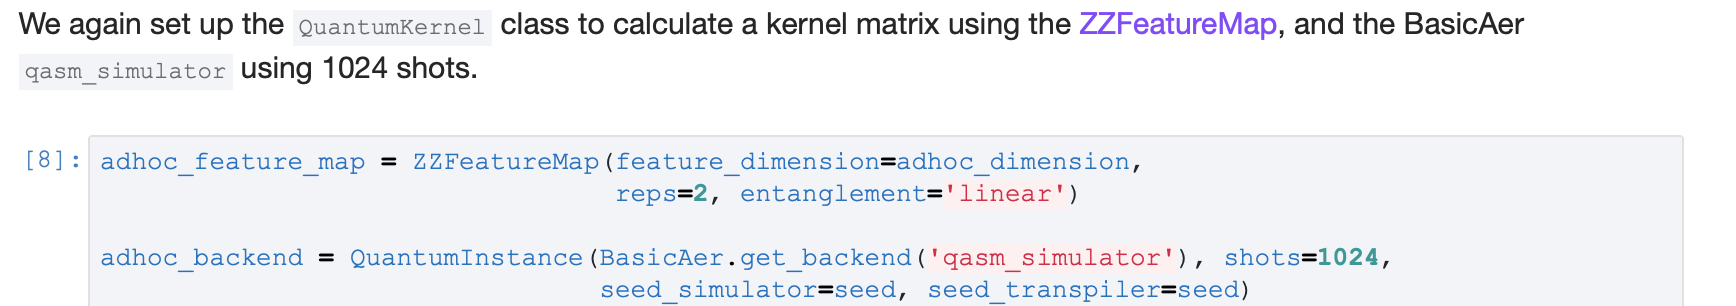 We again set up the QuantumKernel class to calculate a kernel matrix using the ZZFeatureMap, and the BasicAer
qasm_simulator using 1024 shots.
[8]: adhoc_feature_map = ZZFeatureMap(feature_dimension=adhoc_dimension,
reps=2, entanglement='linear')
adhoc_backend = QuantumInstance(BasicAer.get_backend('qasm_simulator'), shots=1024,
seed_simulator=seed, seed_transpiler=seed)